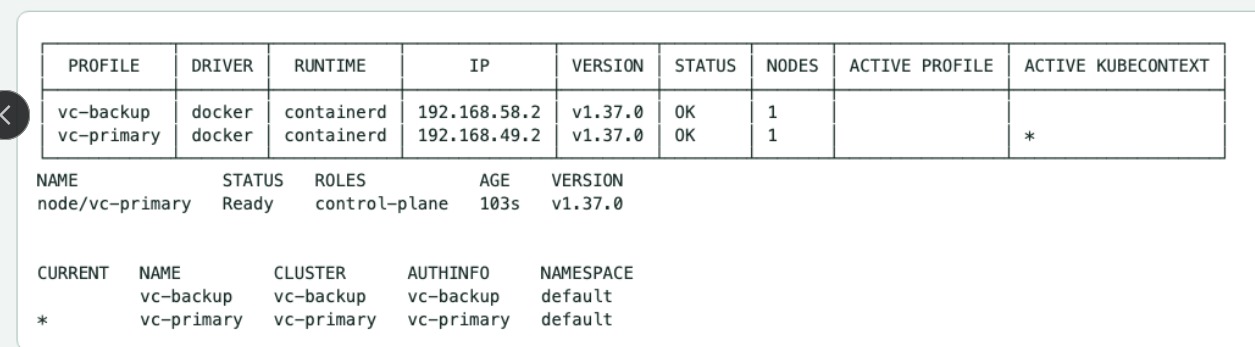 PROFILE DRIVER RUNTIME IP VERSION STATUS NODES ACTIVE PROFILE ACTIVE KUBECONTEXT
vc-backup docker containerd 192.168.58.2 v1.37.0 OK 1
vc-primary docker containerd 192.168.49.2 v1.37.0 OK 1 *
NAME STATUS ROLES AGE VERSION
node/vc-primary Ready control-plane 103s v1.37.0
CURRENT NAME CLUSTER AUTHINFO NAMESPACE
vc-backup vc-backup vc-backup default
* vc-primary vc-primary vc-primary default